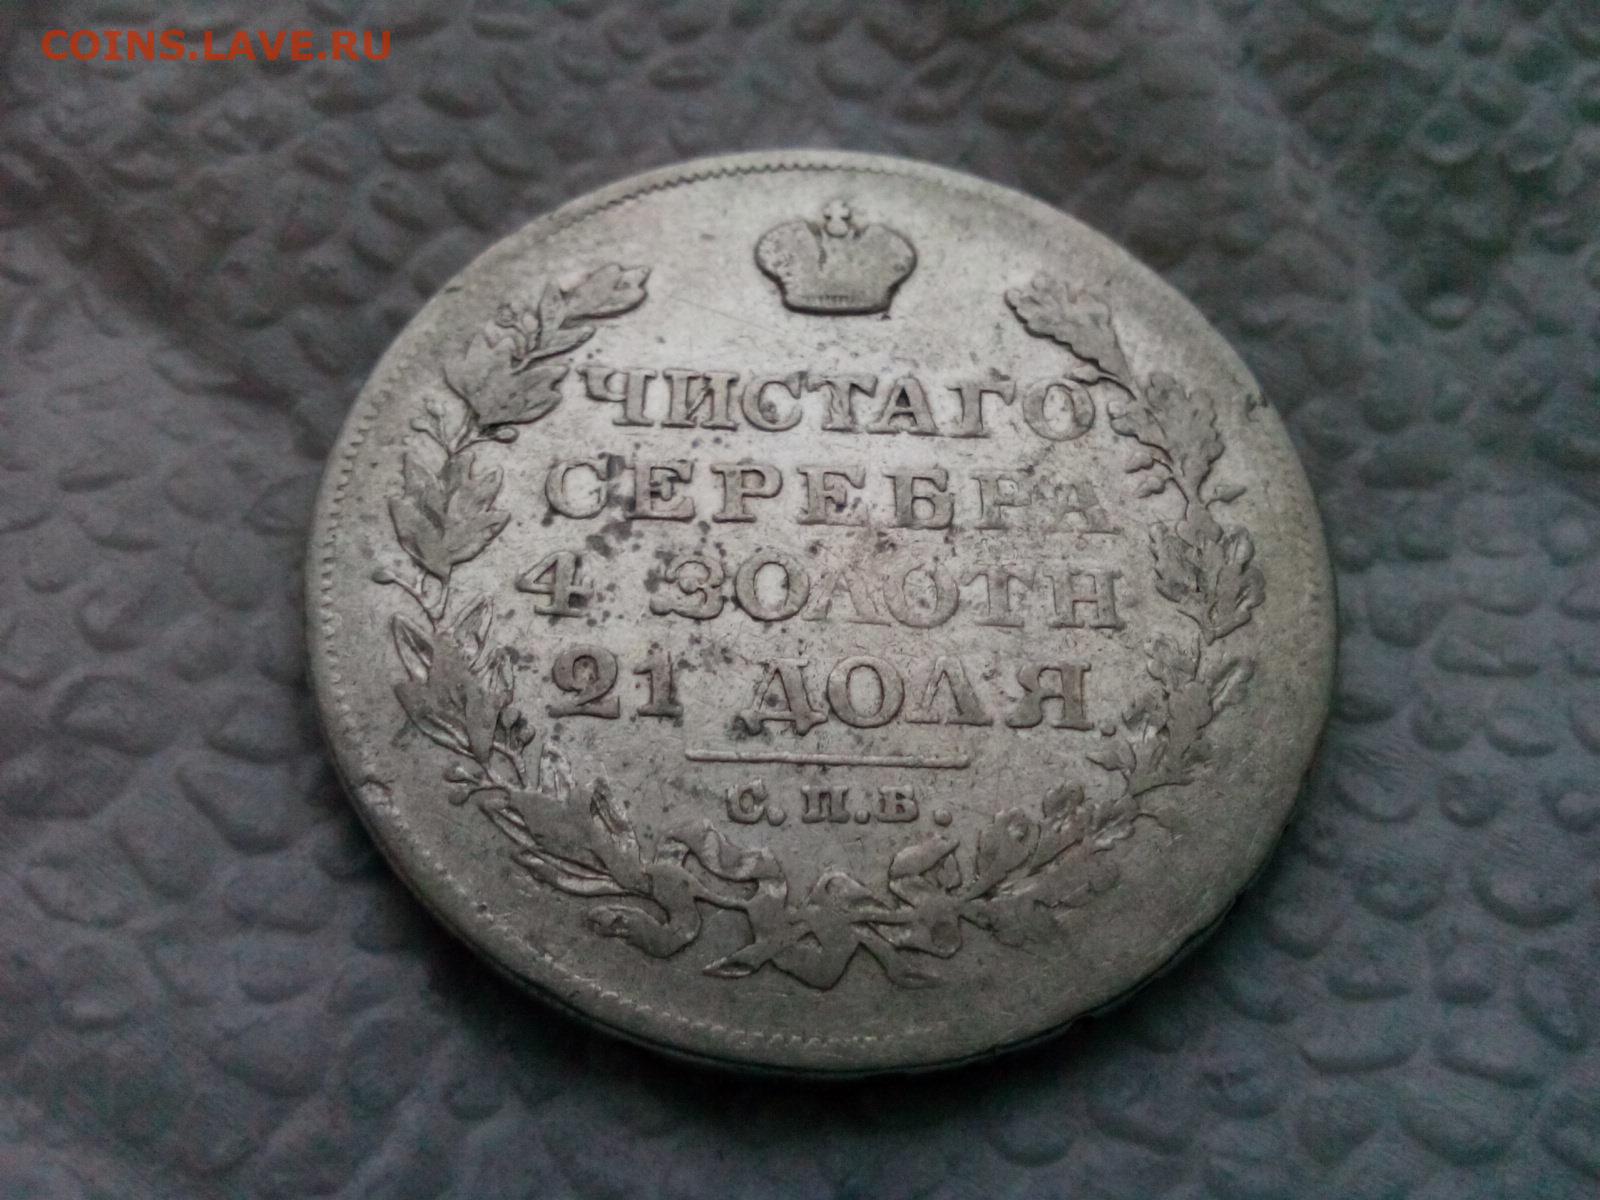 COINS.LAVE.RU
ЧИСТАГО
СЕРЕБРА
4 ЗОЛОТН
21 ДОЛЯ.
С.П.Б.